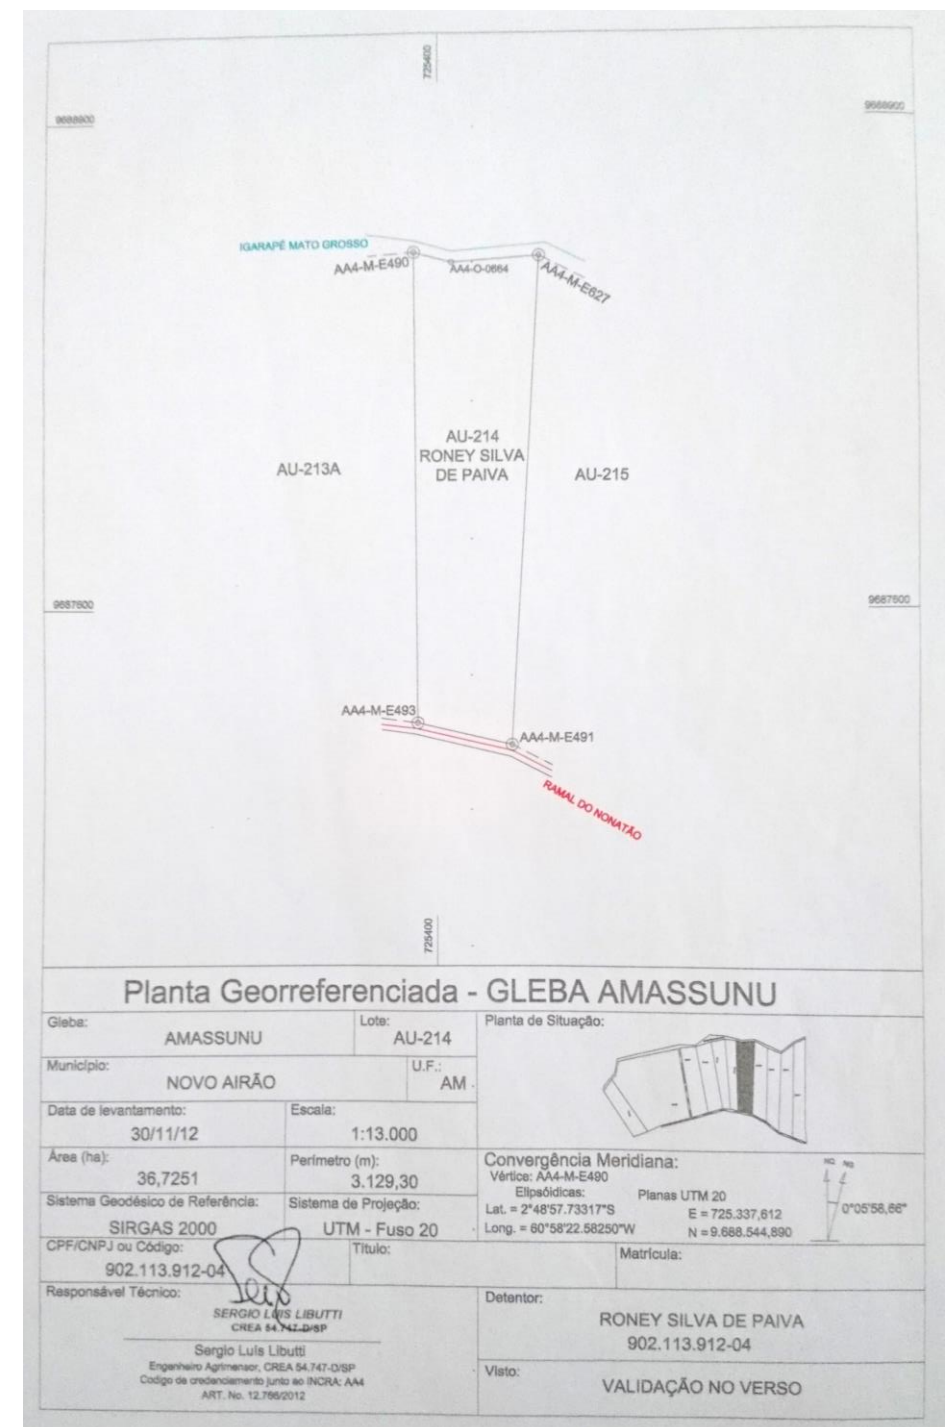 725400
9688900
9688900
IGARAPÉ MATO GROSSO
AA4-M-E490
AA4-O-0664
AA4-M-E627
AU-214
RONEY SILVA
DE PAIVA
AU-213A
AU-215
9687600
9687600
AA4-M-E493
AA4-M-E491
RAMAL DO NONATÃO
725400
Planta Georreferenciada - GLEBA AMASSUNU
Gleba:
AMASSUNU
Lote:
AU-214
Planta de Situação:
Município:
NOVO AIRÃO
U.F.:
AM
Data de levantamento:
30/11/12
Escala:
1:13.000
Área (ha):
36,7251
Perímetro (m):
3.129,30
Convergência Meridiana:
Vértice: AA4-M-E490
Elipsóidicas:
Planas UTM 20
Lat. = 2°48'57.73317"S
E = 725.337,612
Long. = 60°58'22.58250"W
N = 9.688.544,890
NQ NG
0°05'58,66"
Sistema Geodésico de Referência:
SIRGAS 2000
Sistema de Projeção:
UTM - Fuso 20
CPF/CNPJ ou Código:
902.113.912-04
Título:
Matrícula:
Responsável Técnico:
SERGIO LUIS LIBUTTI
CREA 54.747-D/SP
Sergio Luis Libutti
Engenheiro Agrimensor, CREA 54.747-D/SP
Codigo de credenciamento junto ao INCRA: AA4
ART. No. 12.766/2012
Detentor:
RONEY SILVA DE PAIVA
902.113.912-04
Visto:
VALIDAÇÃO NO VERSO